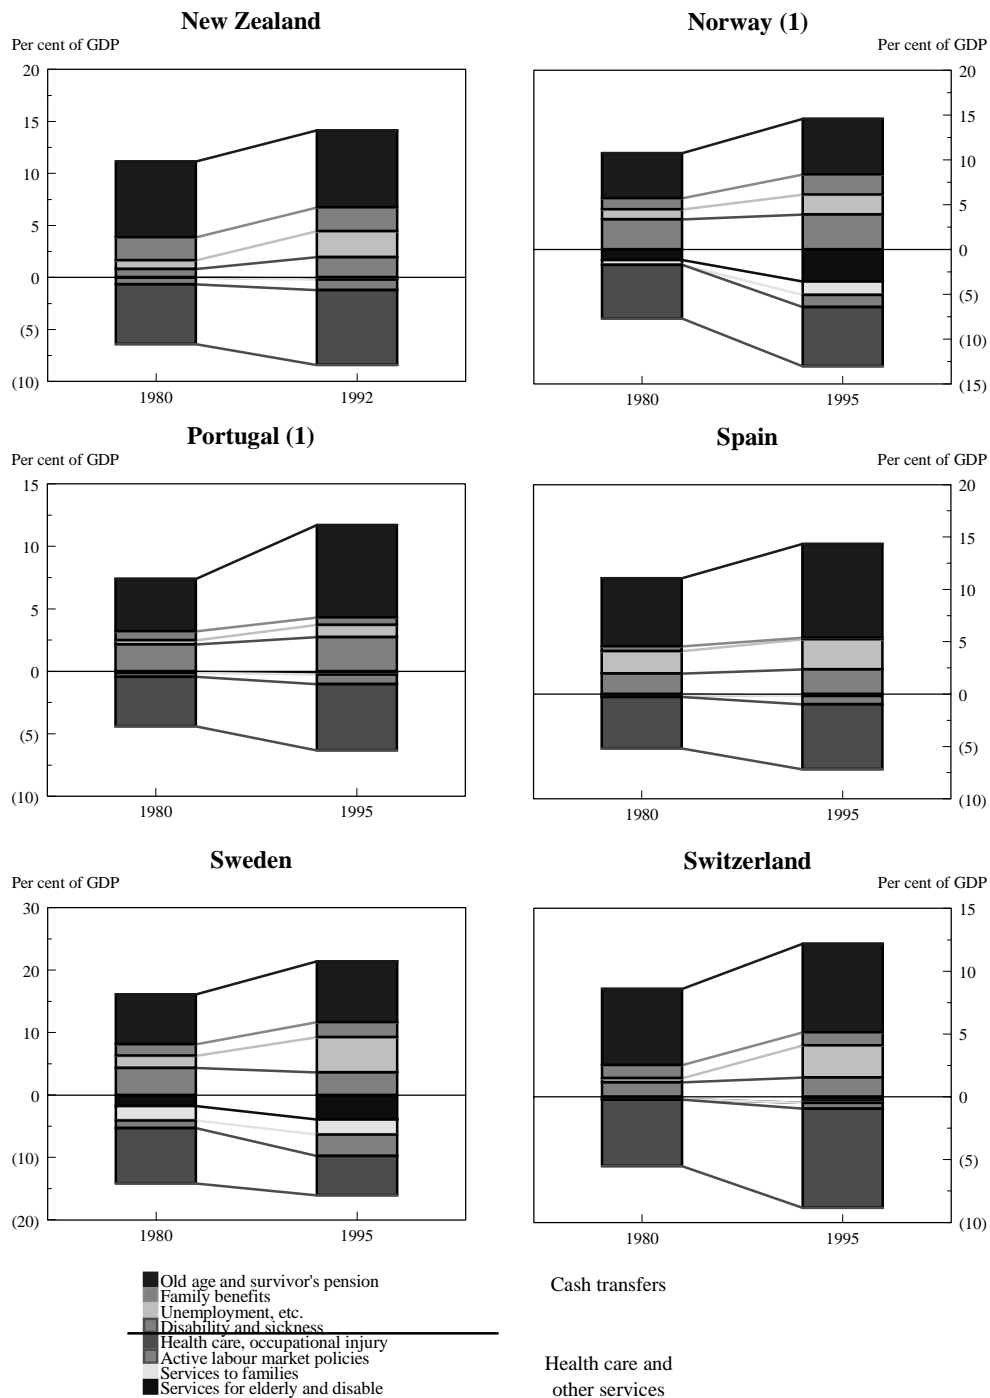 New Zealand
Per cent of GDP
20
15
10
5
0
(5)
(10)
1980 1992
Norway (1)
Per cent of GDP
20
15
10
5
0
(5)
(10)
(15)
1980 1995
Portugal (1)
Per cent of GDP
15
10
5
0
(5)
(10)
1980 1995
Spain
Per cent of GDP
20
15
10
5
0
(5)
(10)
1980 1995
Sweden
Per cent of GDP
30
20
10
0
(10)
(20)
1980 1995
Switzerland
Per cent of GDP
15
10
5
0
(5)
(10)
1980 1995
Old age and survivor's pension
Family benefits
Unemployment, etc.
Disability and sickness
Health care, occupational injury
Active labour market policies
Services to families
Services for elderly and disable
Cash transfers
Health care and
other services